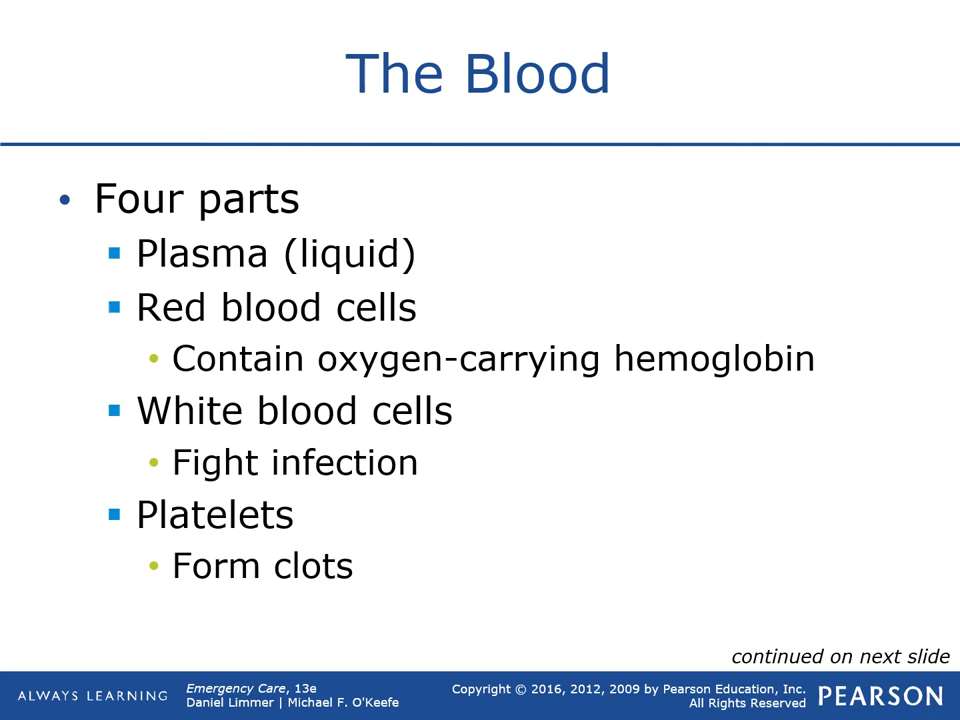 The Blood
• Four parts
▪ Plasma (liquid)
▪ Red blood cells
• Contain oxygen-carrying hemoglobin
▪ White blood cells
• Fight infection
▪ Platelets
• Form clots
continued on next slide
ALWAYS LEARNING
Emergency Care, 13e
Daniel Limmer | Michael F. O'Keefe
Copyright © 2016, 2012, 2009 by Pearson Education, Inc.
All Rights Reserved
PEARSON